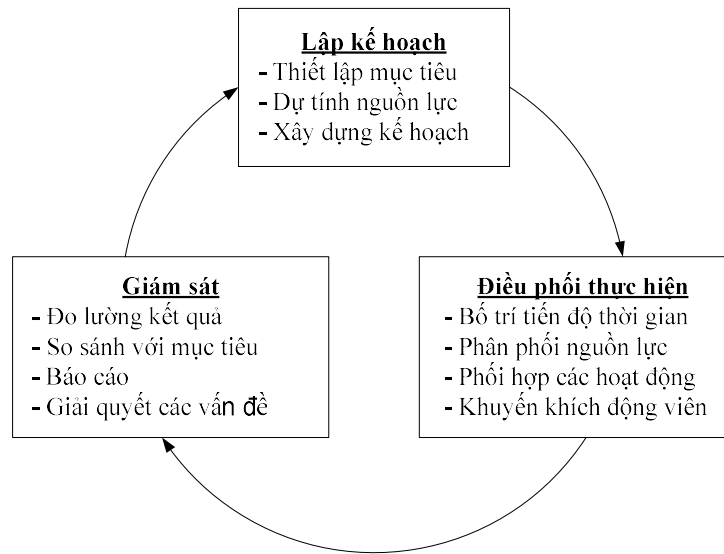 Lập kế hoạch
- Thiết lập mục tiêu
- Dự tính nguồn lực
- Xây dựng kế hoạch
Giám sát
- Đo lường kết quả
- So sánh với mục tiêu
- Báo cáo
- Giải quyết các vấn đề
Điều phối thực hiện
- Bố trí tiến độ thời gian
- Phân phối nguồn lực
- Phối hợp các hoạt động
- Khuyến khích động viên